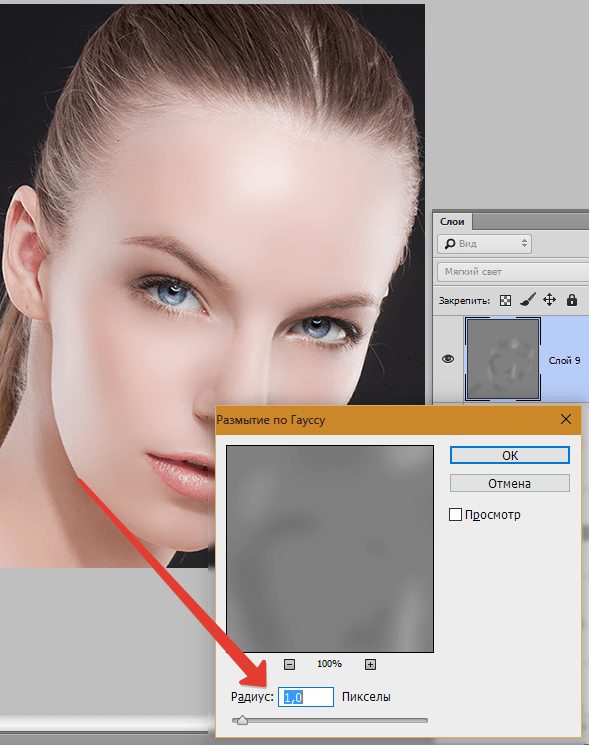 Слои
Вид
Мягкий свет
Закрепить:
Слой 9
Размытие по Гауссу
OK
Отмена
Просмотр
100%
Радиус: 1,0 Пикселы